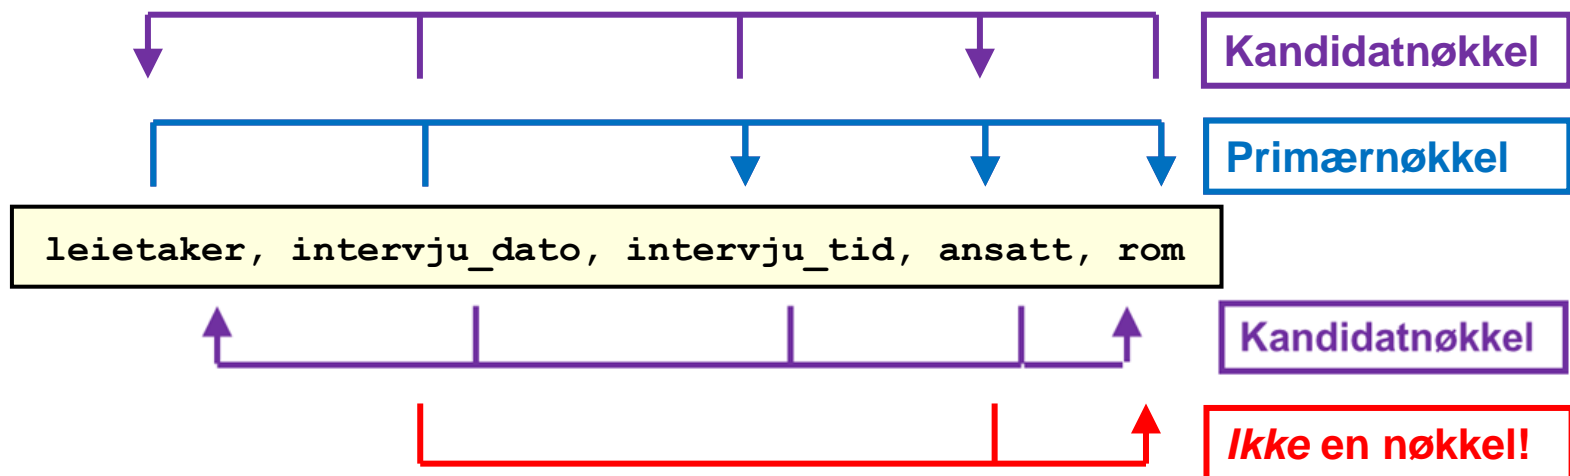 Kandidatnøkkel
Primærnøkkel
leietaker, intervju_dato, intervju_tid, ansatt, rom
Kandidatnøkkel
Ikke en nøkkel!